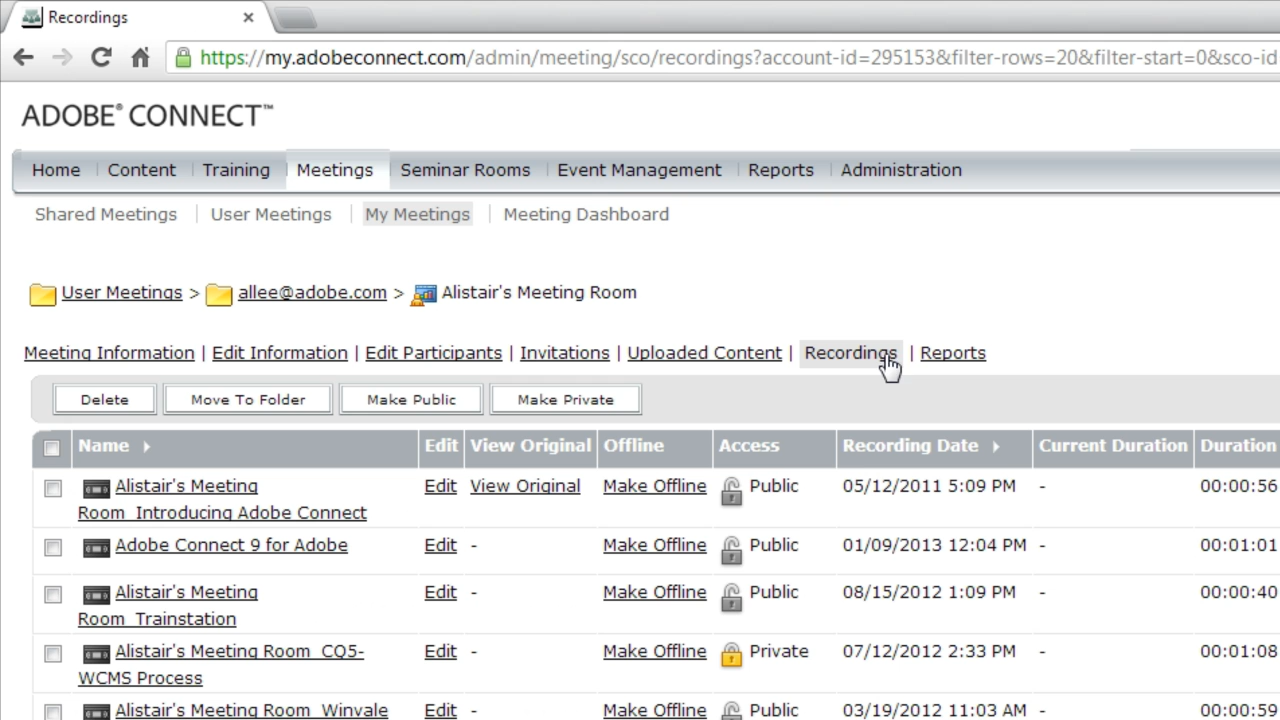 Recordings
https://my.adobeconnect.com/admin/meeting/sco/recordings?account-id=295153&filter-rows=20&filter-start=0&sco-id
ADOBE® CONNECT™
Home Content Training Meetings Seminar Rooms Event Management Reports Administration
Shared Meetings User Meetings My Meetings Meeting Dashboard
User Meetings > allee@adobe.com > Alistair's Meeting Room
Meeting Information | Edit Information | Edit Participants | Invitations | Uploaded Content | Recordings | Reports
Delete Move To Folder Make Public Make Private
Name Edit View Original Offline Access Recording Date Current Duration Duration
Alistair's Meeting Edit View Original Make Offline Public 05/12/2011 5:09 PM - 00:00:56
Room_Introducing Adobe Connect
Adobe Connect 9 for Adobe Edit - Make Offline Public 01/09/2013 12:04 PM - 00:01:01
Alistair's Meeting Edit - Make Offline Public 08/15/2012 1:09 PM - 00:00:40
Room_Trainstation
Alistair's Meeting Room_CQ5- Edit - Make Offline Private 07/12/2012 2:33 PM - 00:01:08
WCMS Process
Alistair's Meeting Room_Winvale Edit - Make Offline Public 03/19/2012 11:03 AM - 00:00:59